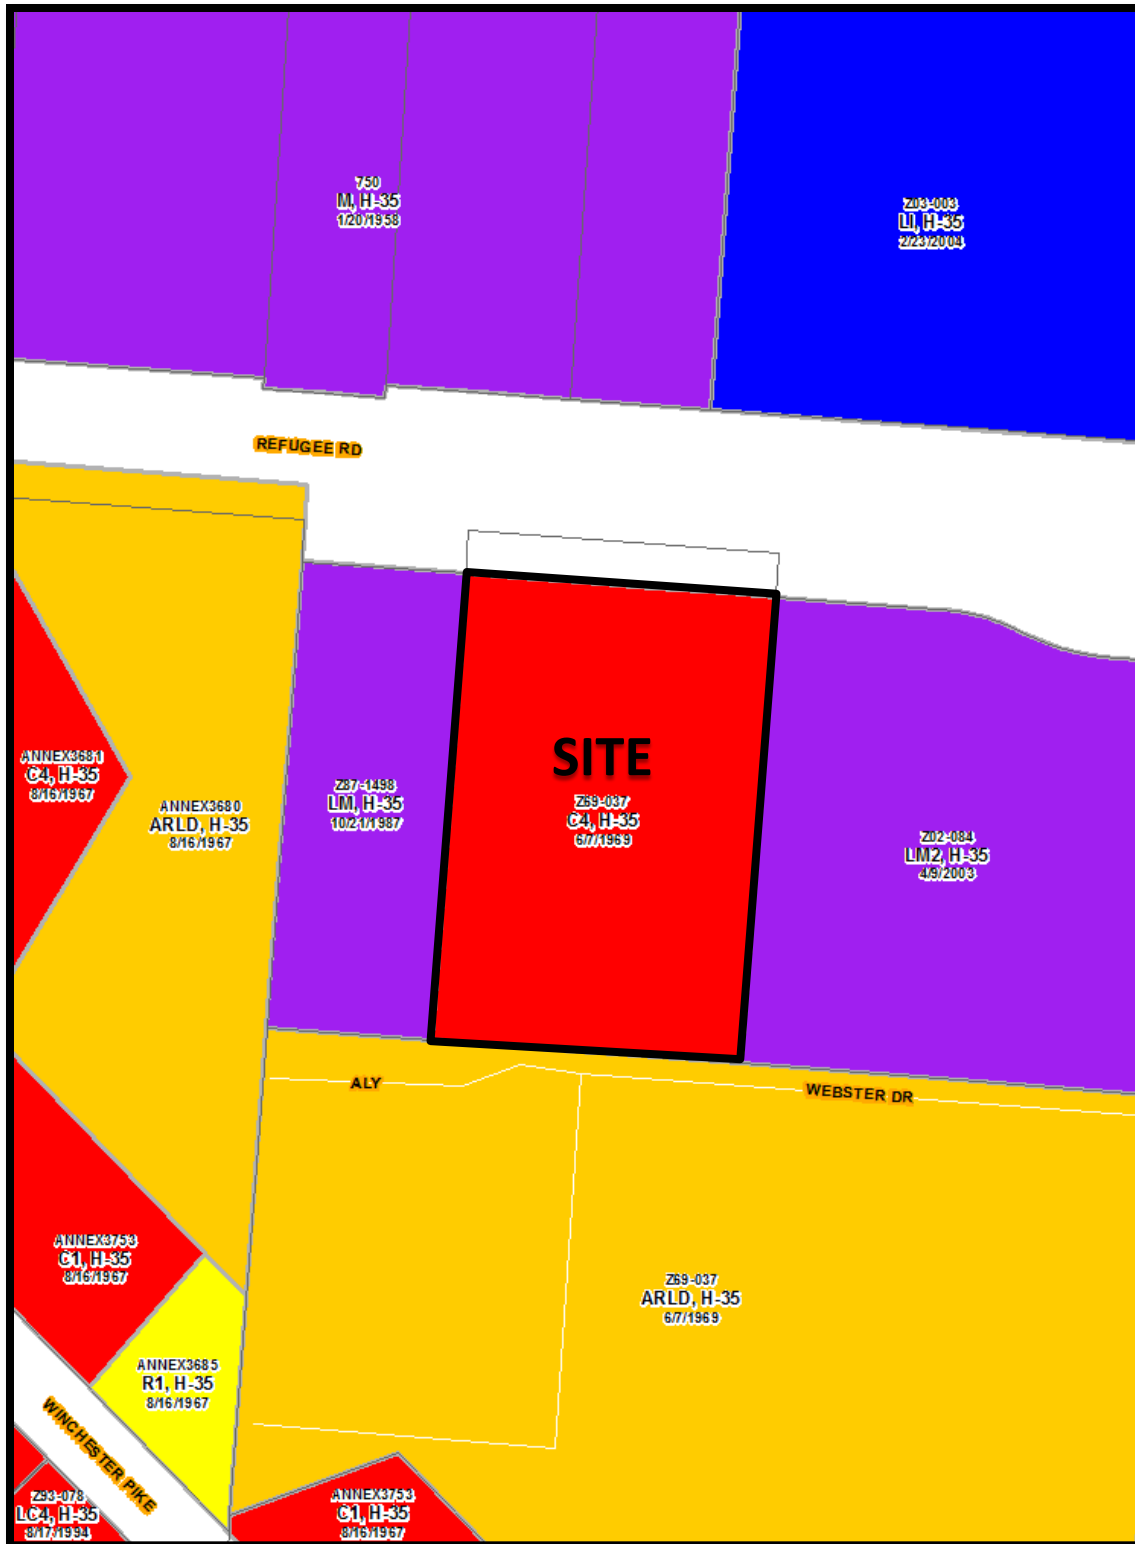 750
M, H-35
1/20/1958
Z03-003
LI, H-35
2/23/2004
REFUGEE RD
SITE
Z69-037
C4, H-35
6/7/1969
ANNEX3681
C4, H-35
8/16/1967
ANNEX3680
ARLD, H-35
8/16/1967
Z87-1498
LM, H-35
10/21/1987
Z02-084
LM2, H-35
4/9/2003
ALY
WEBSTER DR
ANNEX3753
C1, H-35
8/16/1967
Z69-037
ARLD, H-35
6/7/1969
ANNEX3685
R1, H-35
8/16/1967
WINCHESTER PIKE
Z93-078
LC4, H-35
8/17/1994
ANNEX3753
C1, H-35
8/16/1967